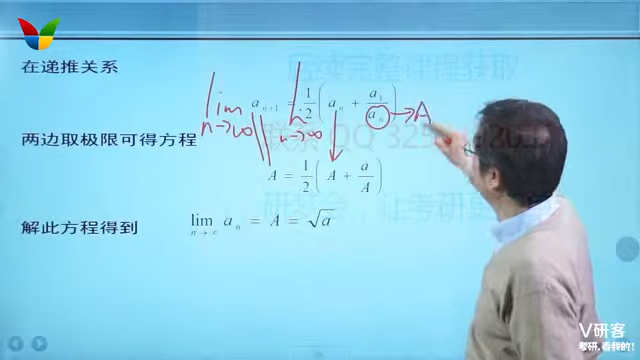 在递推关系
lim n→∞ a_{n+1} = lim n→∞ 1/2 ( a_n + a_1/a_n ) → A
两边取极限可得方程
A = 1/2 ( A + a/A )
解此方程得到 lim n→∞ a_n = A = √a
V研客
考研,看我的!